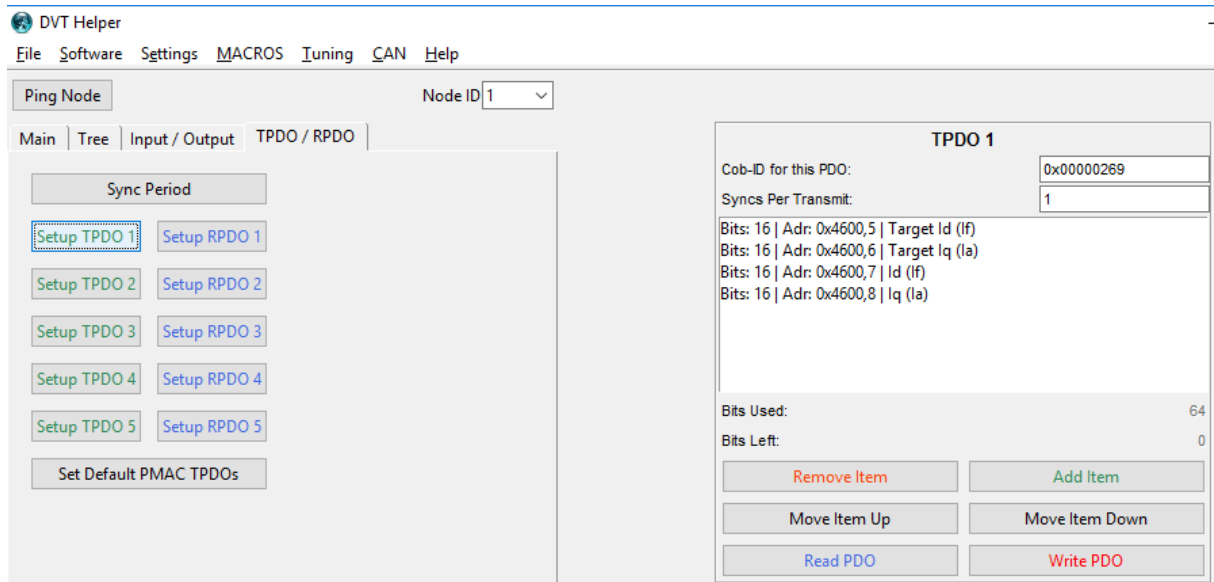 DVT Helper
File Software Settings MACROS Tuning CAN Help
Ping Node Node ID 1
Main Tree Input / Output TPDO / RPDO
Sync Period
Setup TPDO 1 Setup RPDO 1
Setup TPDO 2 Setup RPDO 2
Setup TPDO 3 Setup RPDO 3
Setup TPDO 4 Setup RPDO 4
Setup TPDO 5 Setup RPDO 5
Set Default PMAC TPDOs
TPDO 1
Cob-ID for this PDO: 0x00000269
Syncs Per Transmit: 1
Bits: 16 | Adr: 0x4600,5 | Target Id (If)
Bits: 16 | Adr: 0x4600,6 | Target Iq (Ia)
Bits: 16 | Adr: 0x4600,7 | Id (If)
Bits: 16 | Adr: 0x4600,8 | Iq (Ia)
Bits Used: 64
Bits Left: 0
Remove Item Add Item
Move Item Up Move Item Down
Read PDO Write PDO